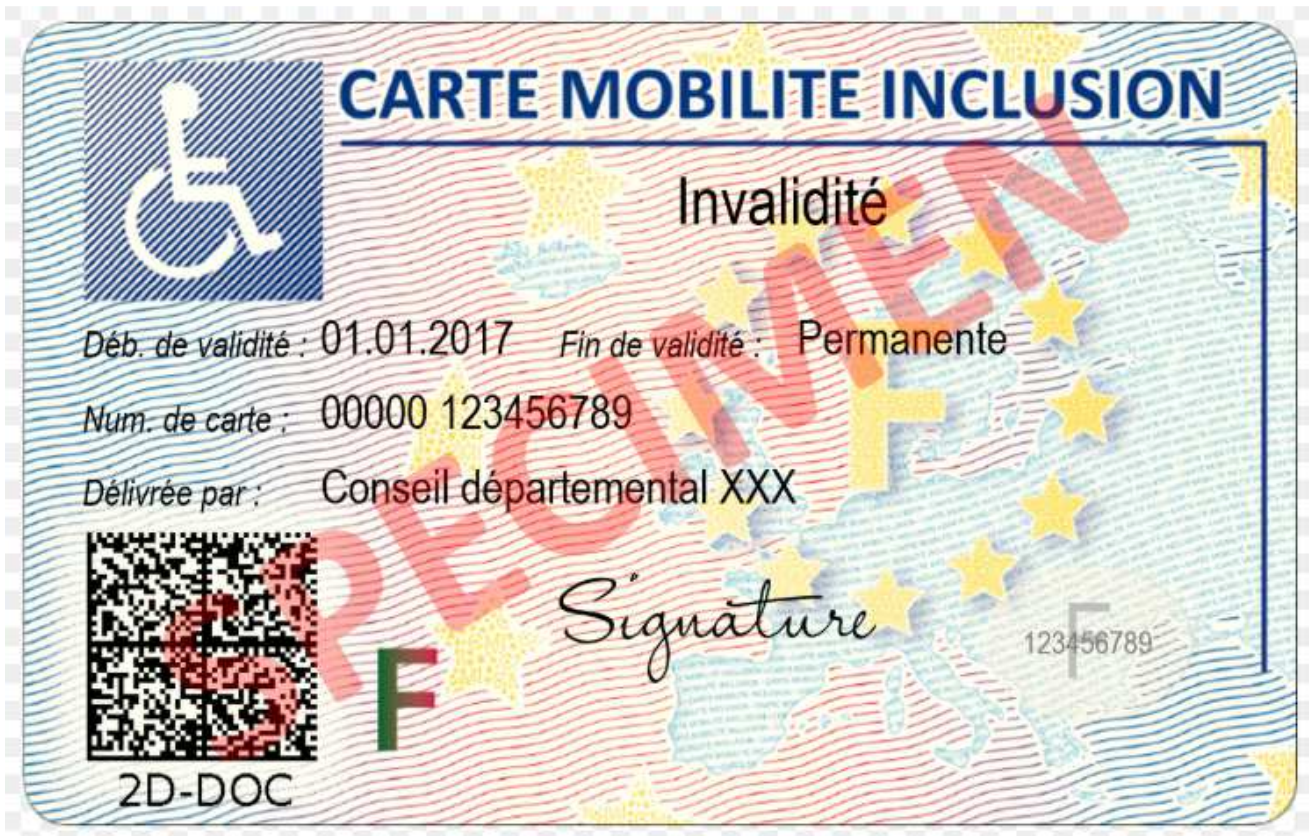 CARTE MOBILITE INCLUSION
Invalidité
Déb. de validité : 01.01.2017 Fin de validité : Permanente
Num. de carte : 00000 123456789
Délivrée par : Conseil départemental XXX
SPECIMEN
F
Signature
F
123456789
F
2D-DOC